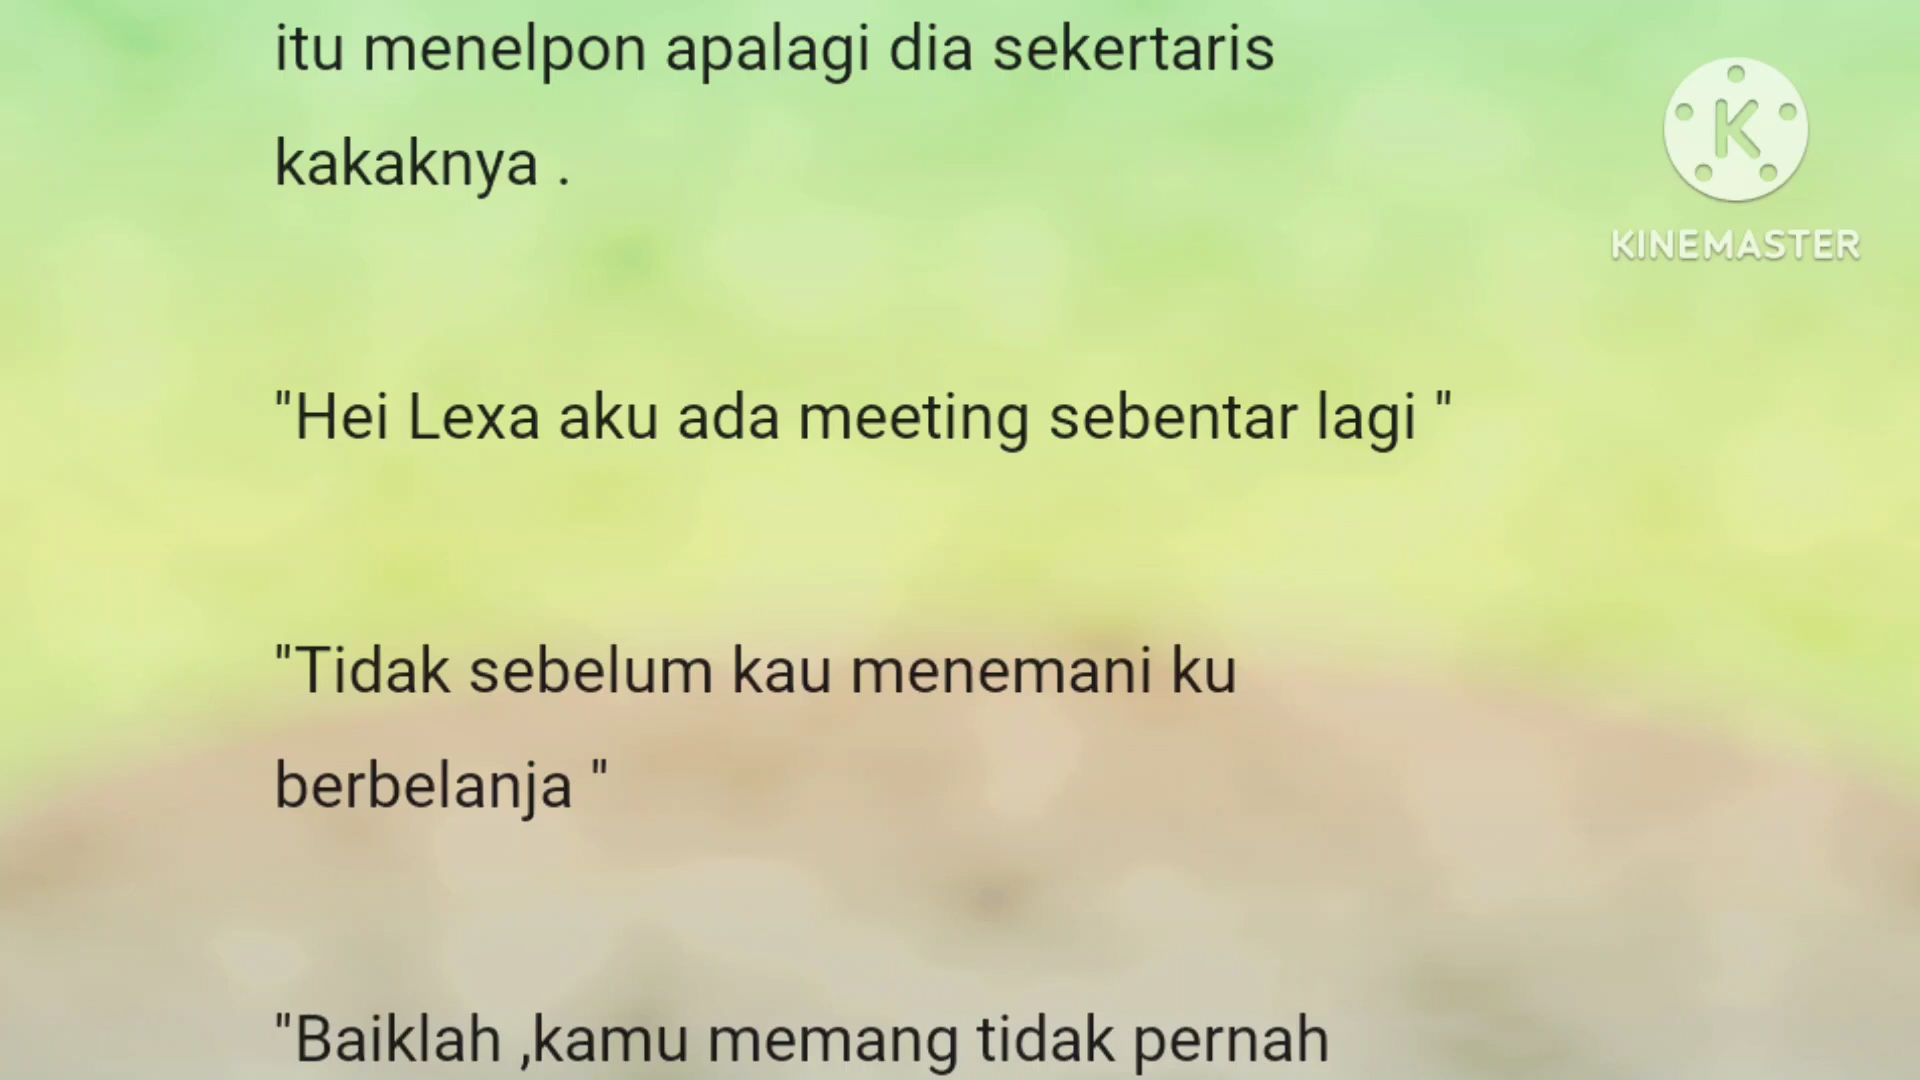 itu menelpon apalagi dia sekertaris
kakaknya .
K
KINEMASTER
"Hei Lexa aku ada meeting sebentar lagi "
"Tidak sebelum kau menemani ku
berbelanja "
"Baiklah ,kamu memang tidak pernah